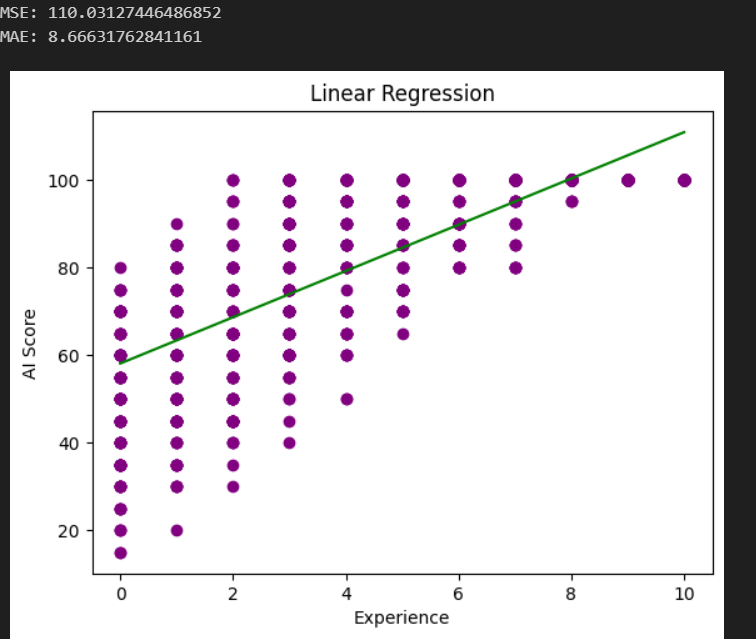 MSE: 110.03127446486852
MAE: 8.66631762841161
Linear Regression
AI Score
100
80
60
40
20
0 2 4 6 8 10
Experience